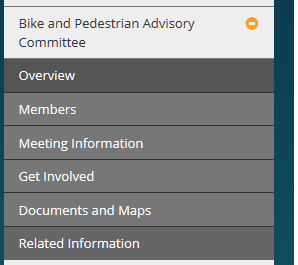 Bike and Pedestrian Advisory
Committee
Overview
Members
Meeting Information
Get Involved
Documents and Maps
Related Information